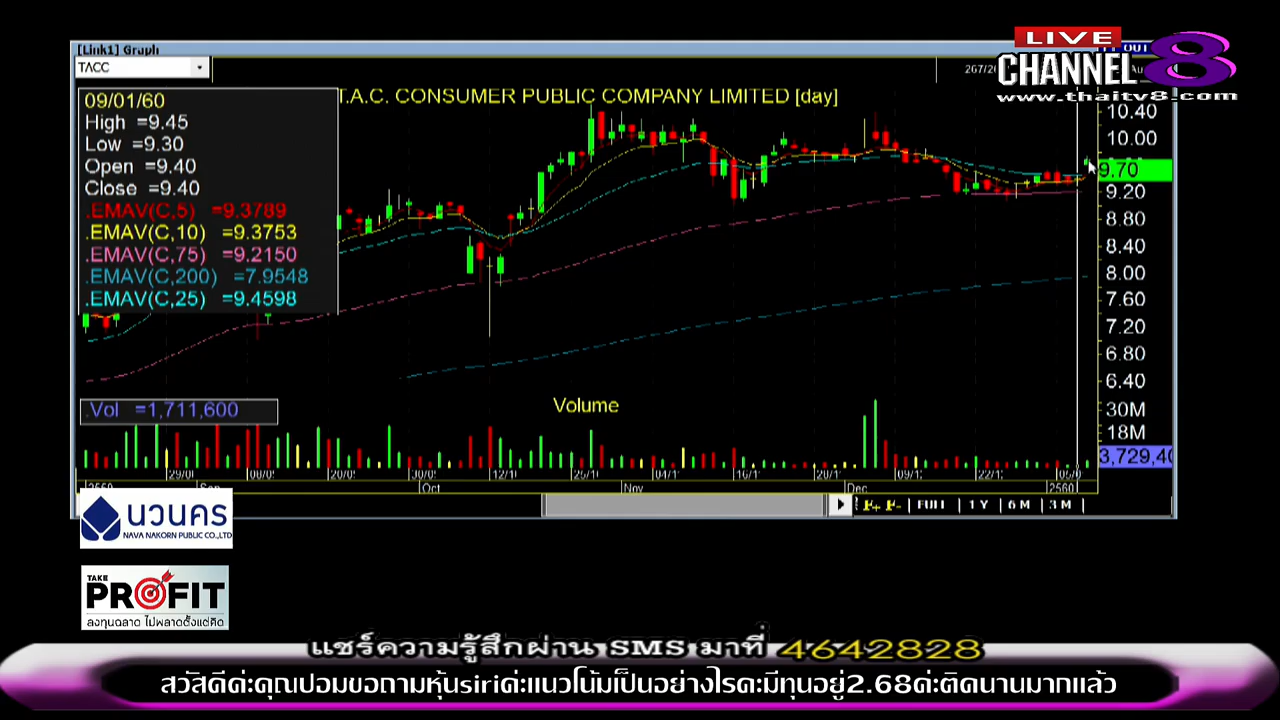 [Link1] Graph
TACC
LIVE
CHANNEL 8
www.thaitv8.com
T.A.C. CONSUMER PUBLIC COMPANY LIMITED [day]
09/01/60
High =9.45
Low =9.30
Open =9.40
Close =9.40
.EMAV(C,5) =9.3789
.EMAV(C,10) =9.3753
.EMAV(C,75) =9.2150
.EMAV(C,200) =7.9548
.EMAV(C,25) =9.4598
10.40
10.00
9.70
9.20
8.80
8.40
8.00
7.60
7.20
6.80
6.40
.Vol =1,711,600
Volume
30M
18M
3,729,40
Oct
Nov
Dec
2560
F+ F- FULL 1 Y 6 M 3 M
นวนคร
NAVA NAKORN PUBLIC CO.,LTD
TAKE
PROFIT
ลงทุนฉลาด ไม่พลาดตั้งแต่คิด
แชร์ความรู้สึกผ่าน SMS มาที่ 4642828
สวัสดีค่ะคุณปอมขอถามหุ้นsiriค่ะแนวโน้มเป็นอย่างไรคะมีทุนอยู่2.68ค่ะติดนานมากแล้ว